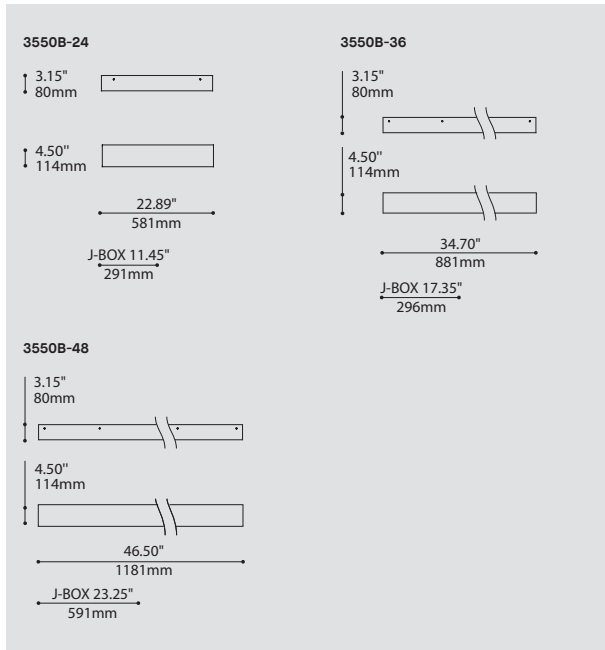 3550B-24
3.15"
80mm
4.50"
114mm
22.89"
581mm
J-BOX 11.45"
291mm
3550B-36
3.15"
80mm
4.50"
114mm
34.70"
881mm
J-BOX 17.35"
296mm
3550B-48
3.15"
80mm
4.50"
114mm
46.50"
1181mm
J-BOX 23.25"
591mm